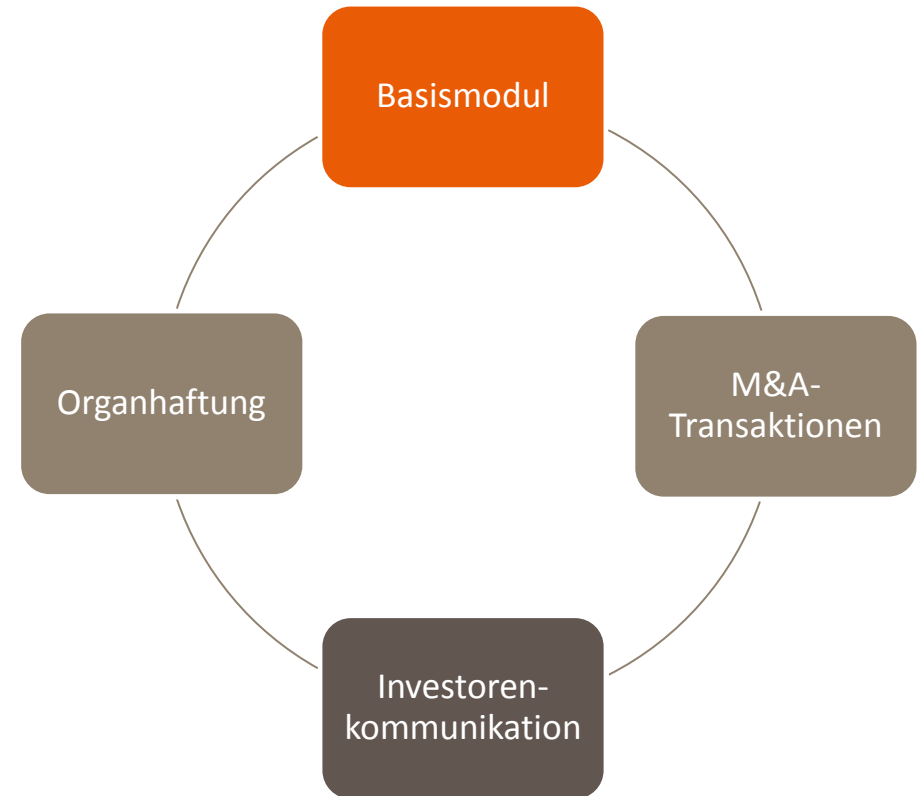 Basismodul
Organhaftung
M&A-
Transaktionen
Investoren-
kommunikation